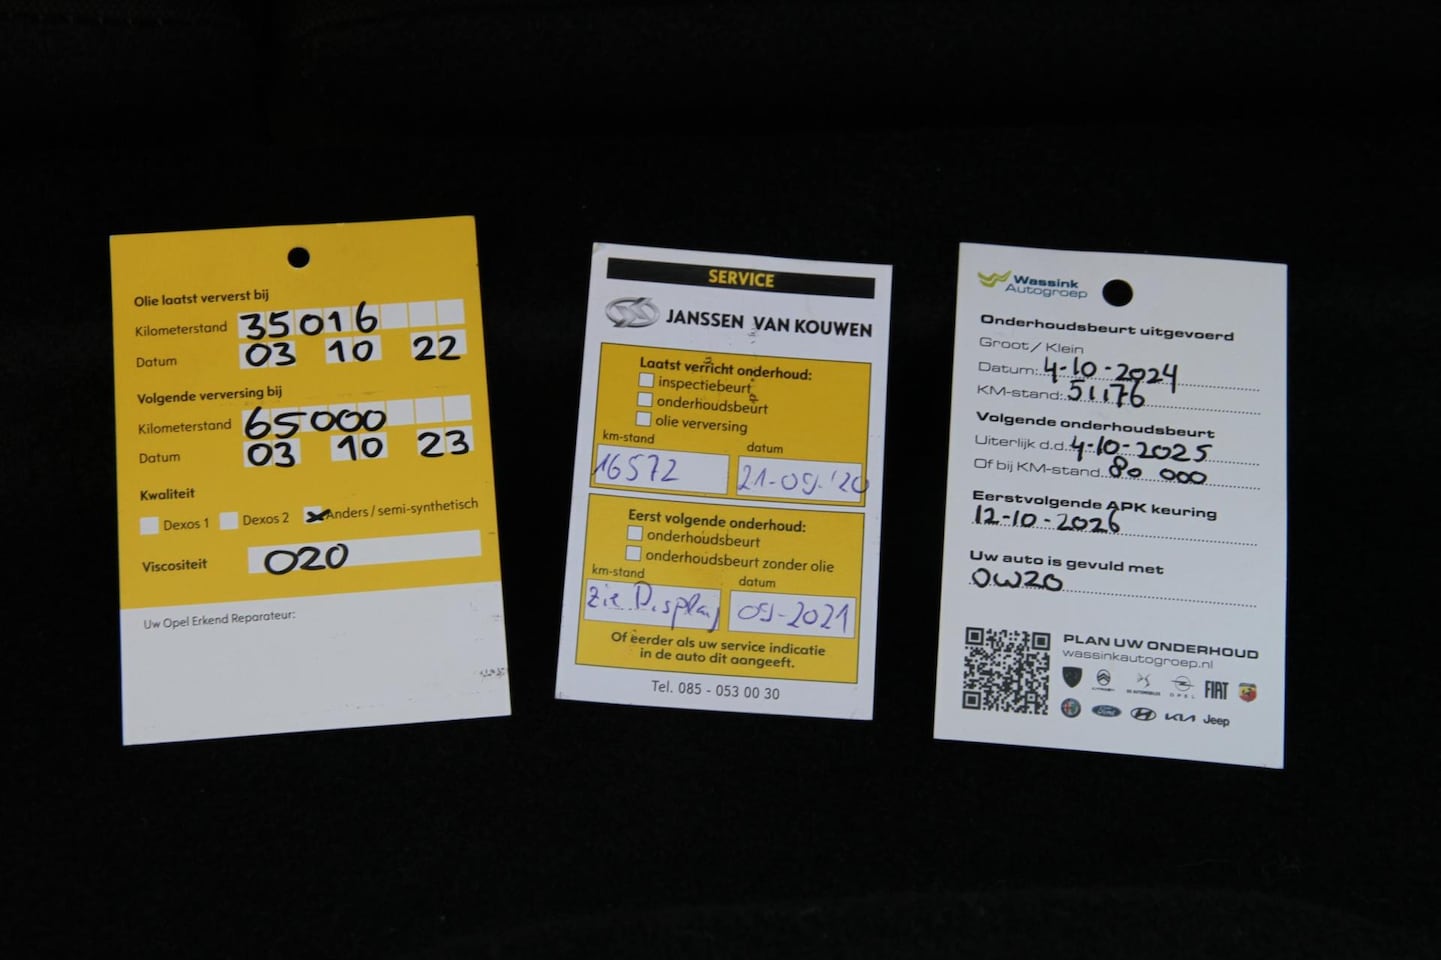 Olie laatst ververst bij
Kilometerstand 35016
Datum 03 10 22
Volgende verversing bij
Kilometerstand 65000
Datum 03 10 23
Kwaliteit
Dexos 1 Dexos 2 Anders / semi-synthetisch
Viscositeit 020
Uw Opel Erkend Reparateur:
SERVICE
JANSSEN VAN KOUWEN
Laatst verricht onderhoud:
inspectiebeurt
onderhoudsbeurt
olie verversing
km-stand datum
16572 21-09-'20
Eerst volgende onderhoud:
onderhoudsbeurt
onderhoudsbeurt zonder olie
km-stand datum
zie Display 09-2021
Of eerder als uw service indicatie
in de auto dit aangeeft.
Tel. 085 - 053 00 30
Wassink
Autogroep
Onderhoudsbeurt uitgevoerd
Groot / Klein
Datum: 4-10-2024
KM-stand: 51176
Volgende onderhoudsbeurt
Uiterlijk d.d. 4-10-2025
Of bij KM-stand 80 000
Eerstvolgende APK keuring
12-10-2026
Uw auto is gevuld met
0W20
PLAN UW ONDERHOUD
wassinkautogroep.nl
CITROËN DS AUTOMOBILES OPEL FIAT
Ford KIA Jeep